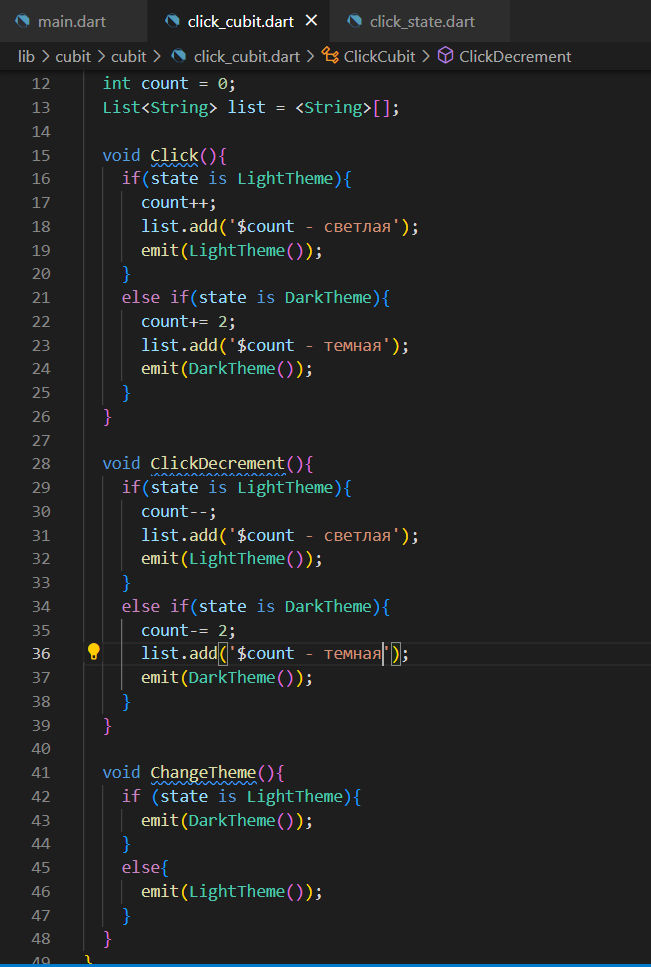 main.dart click_cubit.dart click_state.dart
lib > cubit > cubit > click_cubit.dart > ClickCubit > ClickDecrement
12 int count = 0;
13 List<String> list = <String>[];
14
15 void Click(){
16 if(state is LightTheme){
17 count++;
18 list.add('$count - светлая');
19 emit(LightTheme());
20 }
21 else if(state is DarkTheme){
22 count+= 2;
23 list.add('$count - темная');
24 emit(DarkTheme());
25 }
26 }
27
28 void ClickDecrement(){
29 if(state is LightTheme){
30 count--;
31 list.add('$count - светлая');
32 emit(LightTheme());
33 }
34 else if(state is DarkTheme){
35 count-= 2;
36 list.add('$count - темная');
37 emit(DarkTheme());
38 }
39 }
40
41 void ChangeTheme(){
42 if (state is LightTheme){
43 emit(DarkTheme());
44 }
45 else{
46 emit(LightTheme());
47 }
48 }
49 }